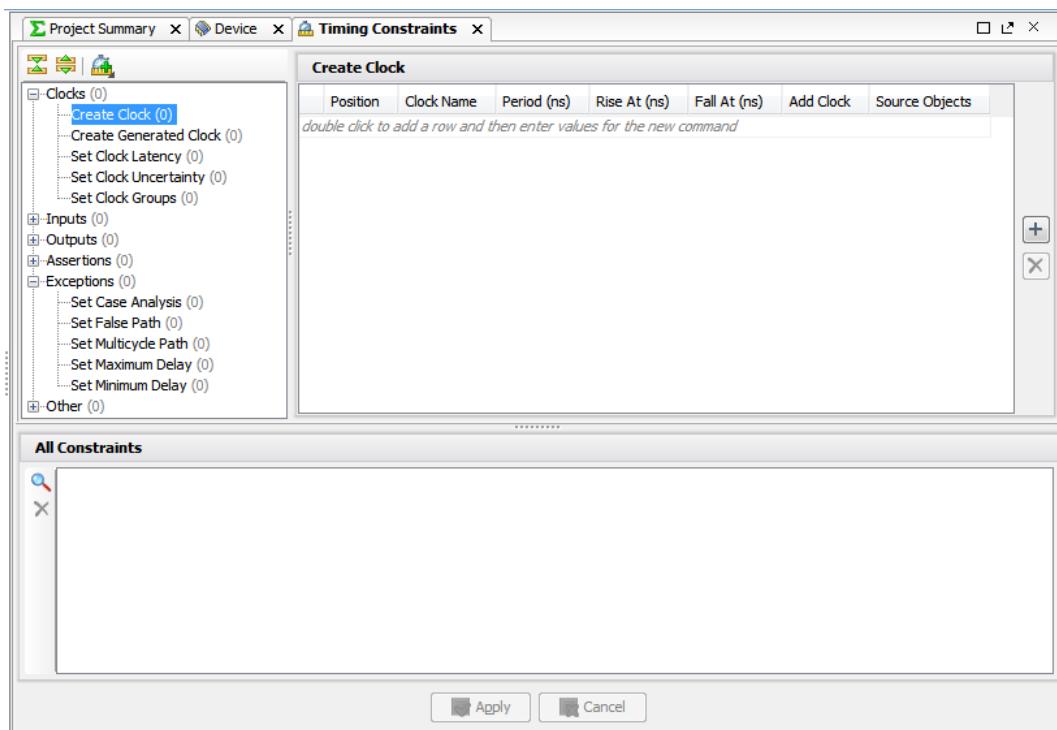 Project Summary Device Timing Constraints
Create Clock
Clocks (0)
Create Clock (0)
Create Generated Clock (0)
Set Clock Latency (0)
Set Clock Uncertainty (0)
Set Clock Groups (0)
Inputs (0)
Outputs (0)
Assertions (0)
Exceptions (0)
Set Case Analysis (0)
Set False Path (0)
Set Multicycle Path (0)
Set Maximum Delay (0)
Set Minimum Delay (0)
Other (0)
Position Clock Name Period (ns) Rise At (ns) Fall At (ns) Add Clock Source Objects
double click to add a row and then enter values for the new command
All Constraints
Apply Cancel